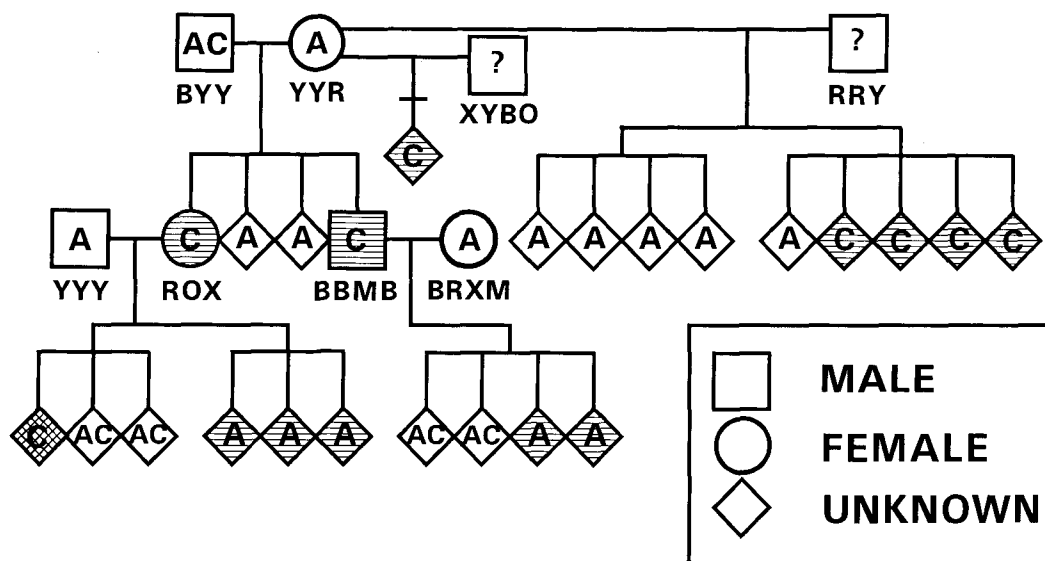 AC A ? ?
BYY YYR XYBO RRY
C
A C A A C A A A A A A C C C C
YYY ROX BBMB BRXM
C AC AC A A A AC AC A A
MALE
FEMALE
UNKNOWN